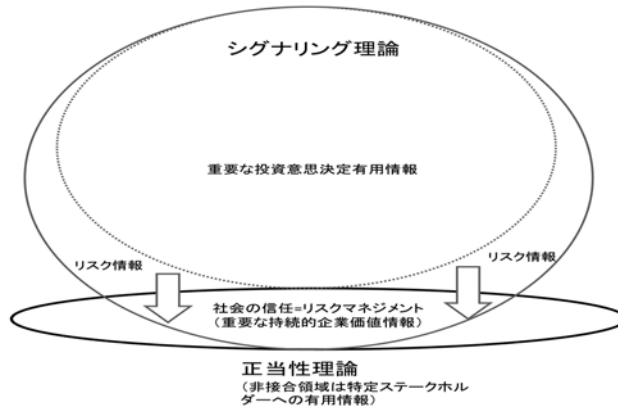 シグナリング理論
重要な投資意思決定有用情報
リスク情報
リスク情報
社会の信任=リスクマネジメント
(重要な持続的企業価値情報)
正当性理論
(非接合領域は特定ステークホル
ダーへの有用情報)